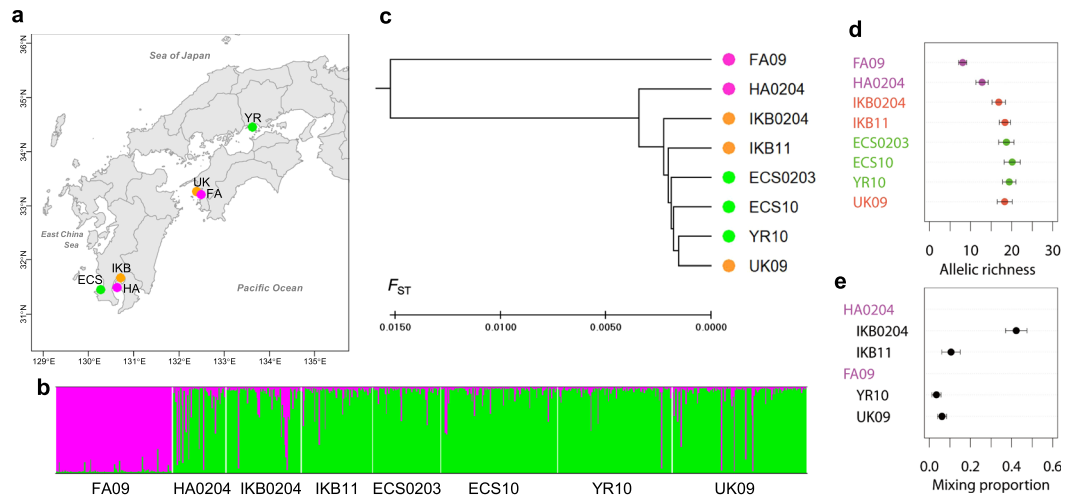 a
36°N
35°N
34°N
33°N
32°N
31°N
Sea of Japan
YR
UK
FA
East China
Sea
IKB
ECS
HA
Pacific Ocean
129°E 130°E 131°E 132°E 133°E 134°E 135°E
b
FA09 HA0204 IKB0204 IKB11 ECS0203 ECS10 YR10 UK09
c
FA09
HA0204
IKB0204
IKB11
ECS0203
ECS10
YR10
UK09
FST
0.0150 0.0100 0.0050 0.0000
d
FA09
HA0204
IKB0204
IKB11
ECS0203
ECS10
YR10
UK09
0 10 20 30
Allelic richness
e
HA0204
IKB0204
IKB11
FA09
YR10
UK09
0.0 0.2 0.4 0.6
Mixing proportion